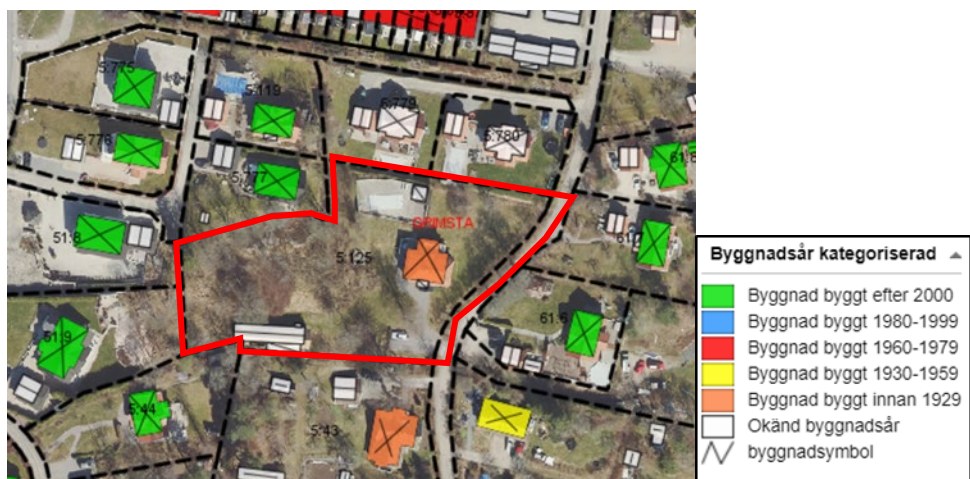 5:775
5:119
5:779
5:780
5:776
5:777
61:8
GRIMSTA
51:8
5:125
61:6
51:9
5:44
5:43
Byggnadsår kategoriserad
Byggnad byggt efter 2000
Byggnad byggt 1980-1999
Byggnad byggt 1960-1979
Byggnad byggt 1930-1959
Byggnad byggt innan 1929
Okänd byggnadsår
byggnadsymbol